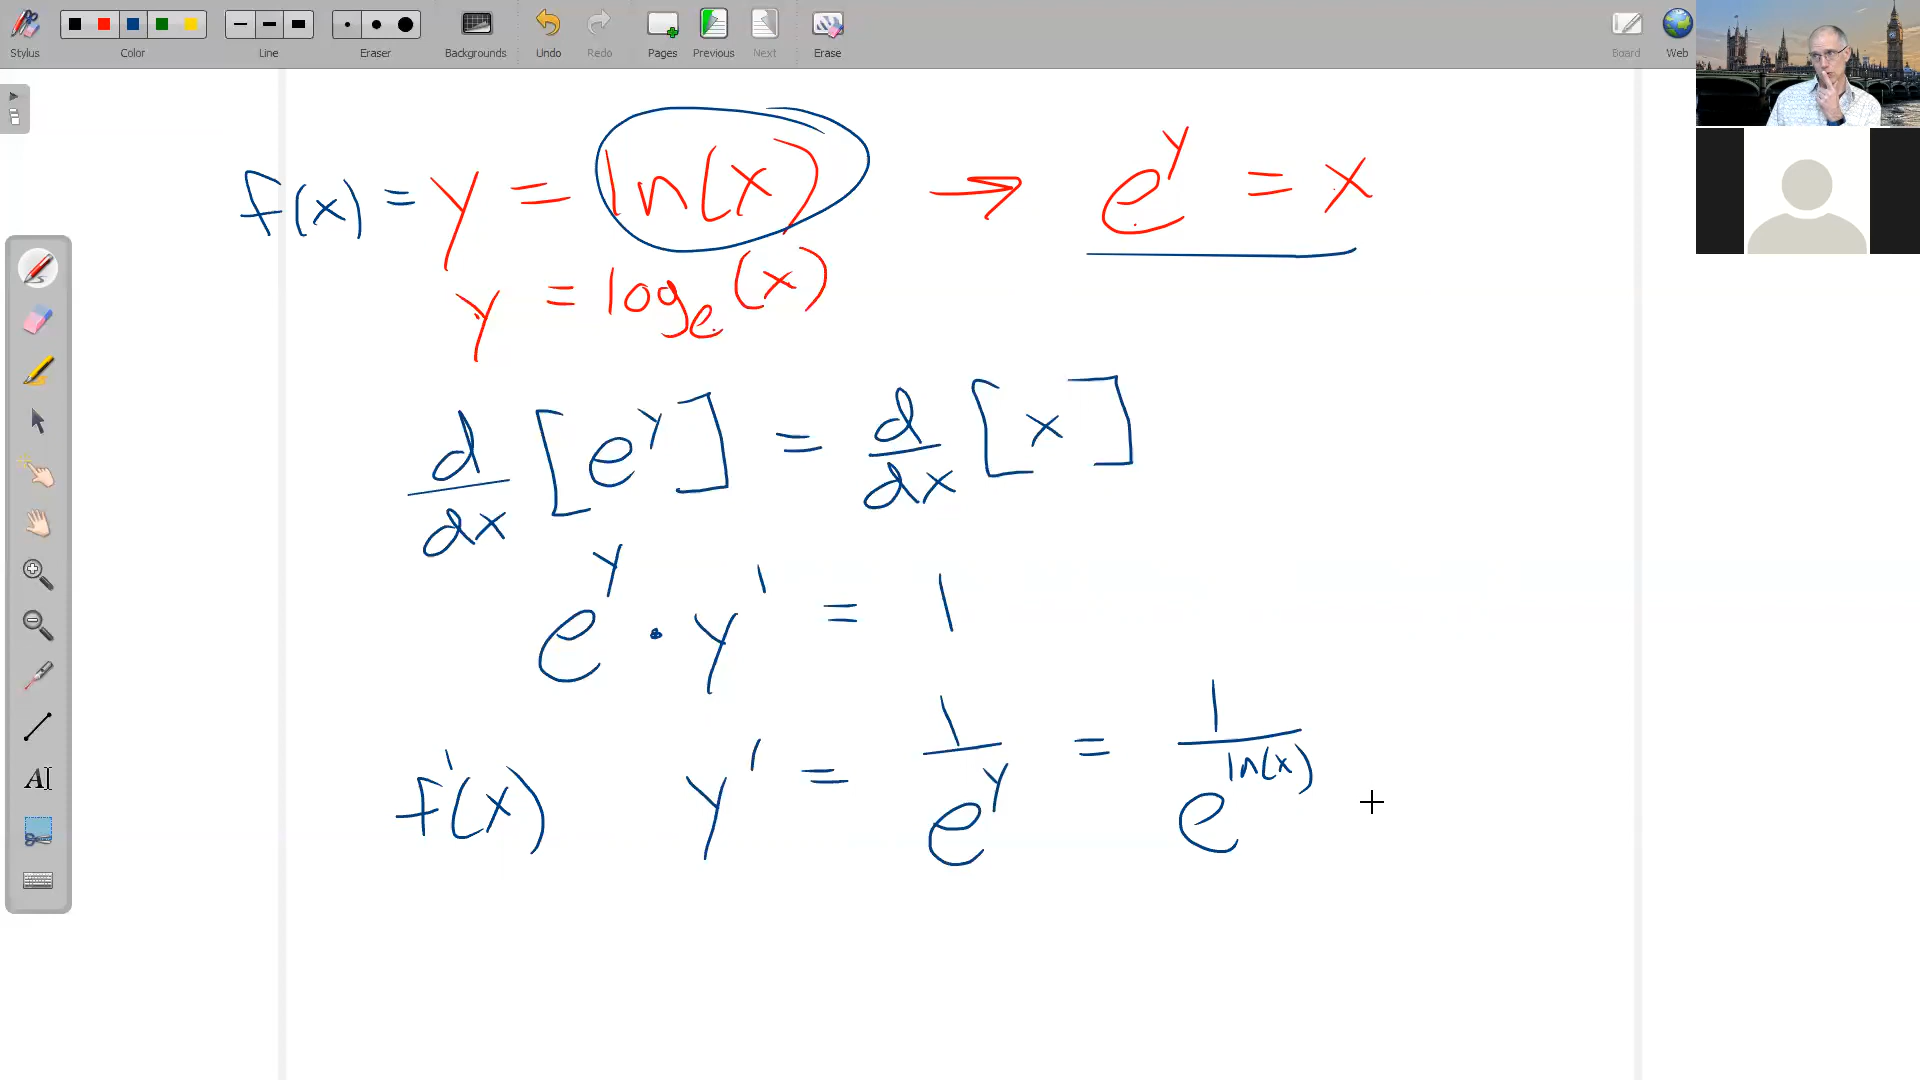 Stylus Color Line Eraser Backgrounds Undo Redo Pages Previous Next Erase Board Web
f(x) = y = ln(x) → e^y = x
y = log_e (x)
d/dx [e^y] = d/dx [x]
e^y · y' = 1
f'(x) y' = 1/e^y = 1/e^ln(x)